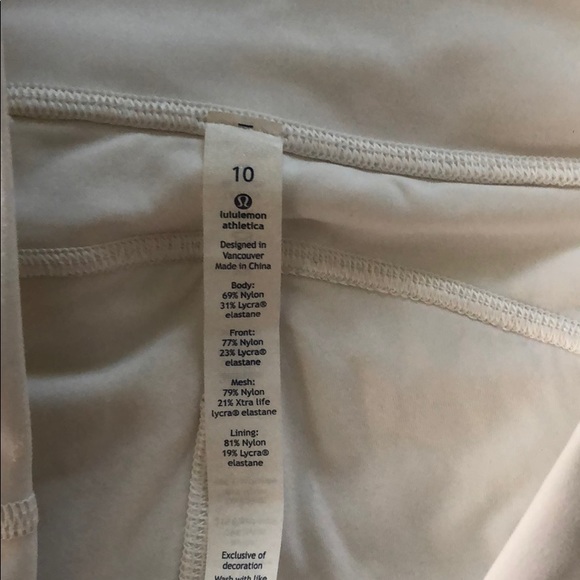 10
lululemon
athletica
Designed in
Vancouver
Made in China
Body:
69% Nylon
31% Lycra®
elastane
Front:
77% Nylon
23% Lycra®
elastane
Mesh:
79% Nylon
21% Xtra life
lycra® elastane
Lining:
81% Nylon
19% Lycra®
elastane
Exclusive of
decoration
Wash with like